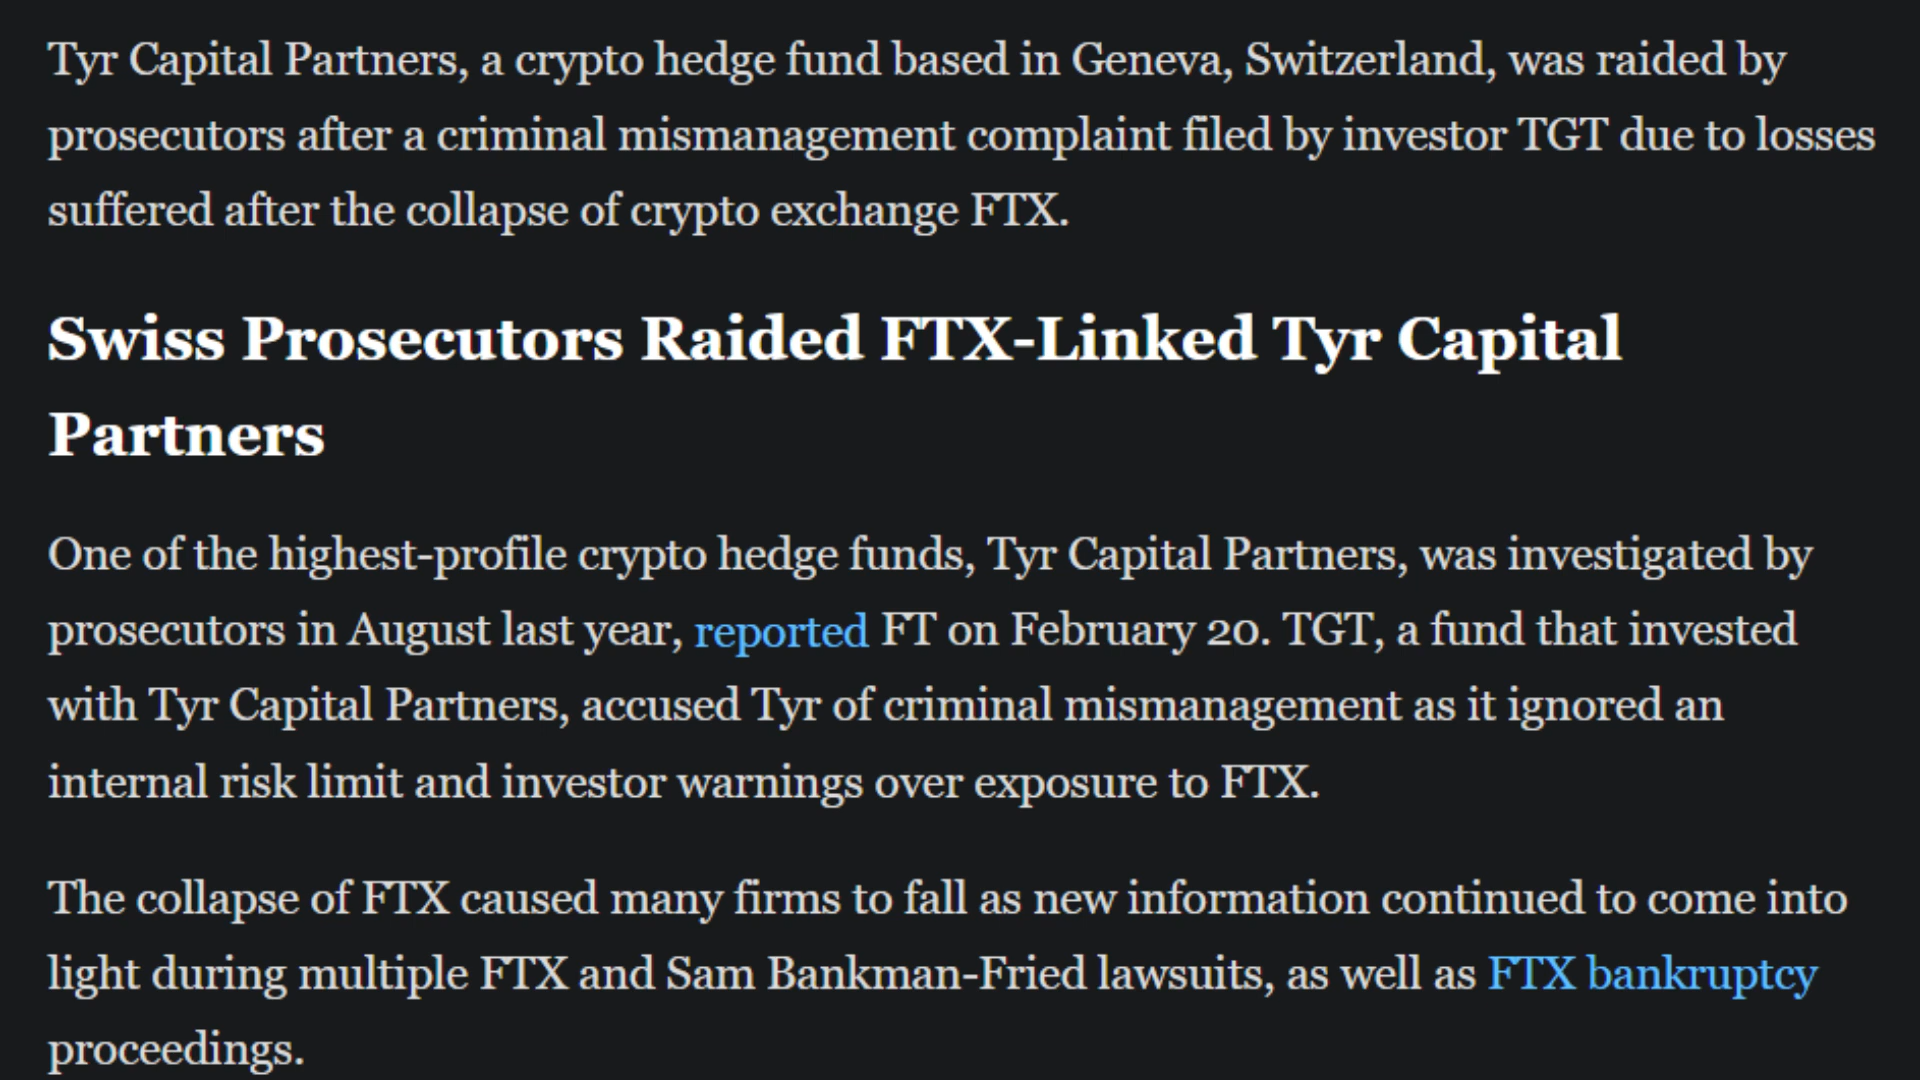 Tyr Capital Partners, a crypto hedge fund based in Geneva, Switzerland, was raided by
prosecutors after a criminal mismanagement complaint filed by investor TGT due to losses
suffered after the collapse of crypto exchange FTX.
Swiss Prosecutors Raided FTX-Linked Tyr Capital
Partners
One of the highest-profile crypto hedge funds, Tyr Capital Partners, was investigated by
prosecutors in August last year, reported FT on February 20. TGT, a fund that invested
with Tyr Capital Partners, accused Tyr of criminal mismanagement as it ignored an
internal risk limit and investor warnings over exposure to FTX.
The collapse of FTX caused many firms to fall as new information continued to come into
light during multiple FTX and Sam Bankman-Fried lawsuits, as well as FTX bankruptcy
proceedings.